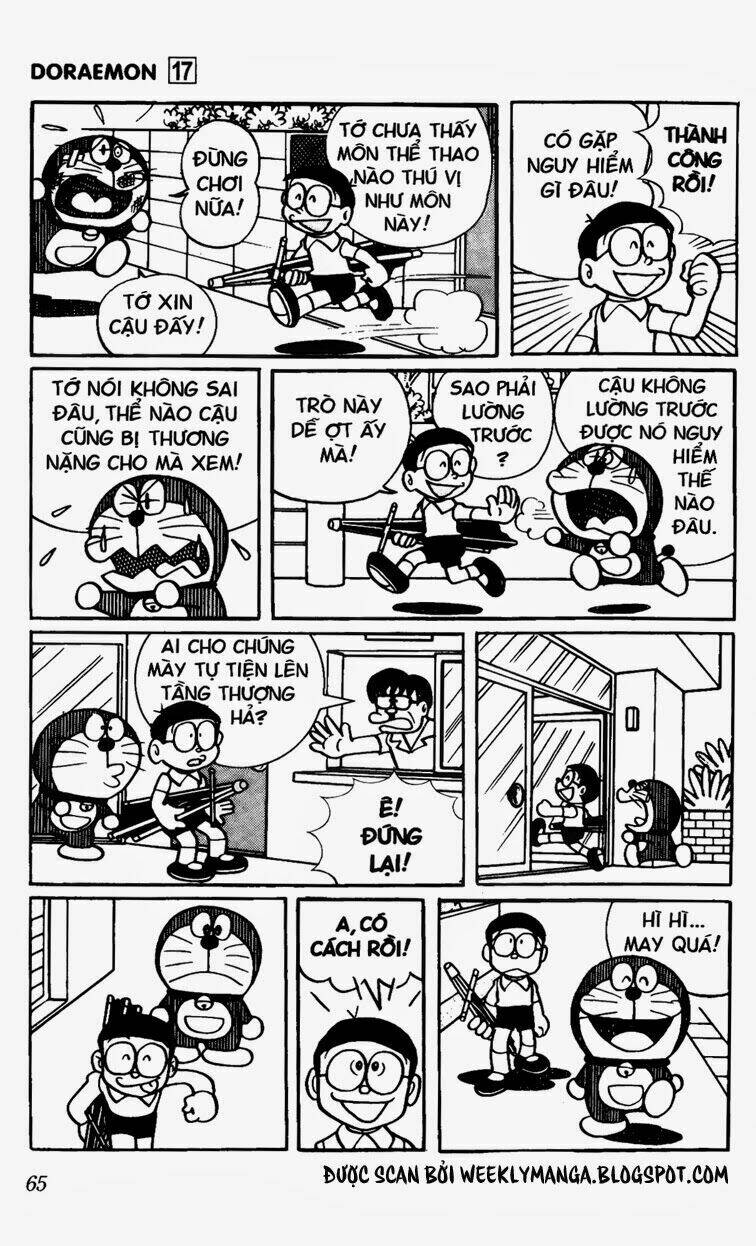 DORAEMON 17
THÀNH
CÔNG
RỒI!
CÓ GẶP
NGUY HIỂM
GÌ ĐÂU!
TỚ CHƯA THẤY
MÔN THỂ THAO
NÀO THÚ VỊ
NHƯ MÔN
NÀY!
ĐỪNG
CHƠI
NỮA!
TỚ XIN
CẬU ĐẤY!
CẬU KHÔNG
LƯỜNG TRƯỚC
ĐƯỢC NÓ NGUY
HIỂM
THẾ
NÀO
ĐÂU.
SAO PHẢI
LƯỜNG
TRƯỚC
?
TRÒ NÀY
DỄ ỢT ẤY
MÀ!
TỚ NÓI KHÔNG SAI
ĐÂU, THỂ NÀO CẬU
CŨNG BỊ THƯƠNG
NẶNG CHO MÀ XEM!
Ê!
ĐỨNG
LẠI!
AI CHO CHÚNG
MÀY TỰ TIỆN LÊN
TẦNG THƯỢNG
HẢ?
HÌ HÌ...
MAY QUÁ!
A, CÓ
CÁCH RỒI!
65
ĐƯỢC SCAN BỞI WEEKLYMANGA.BLOGSPOT.COM